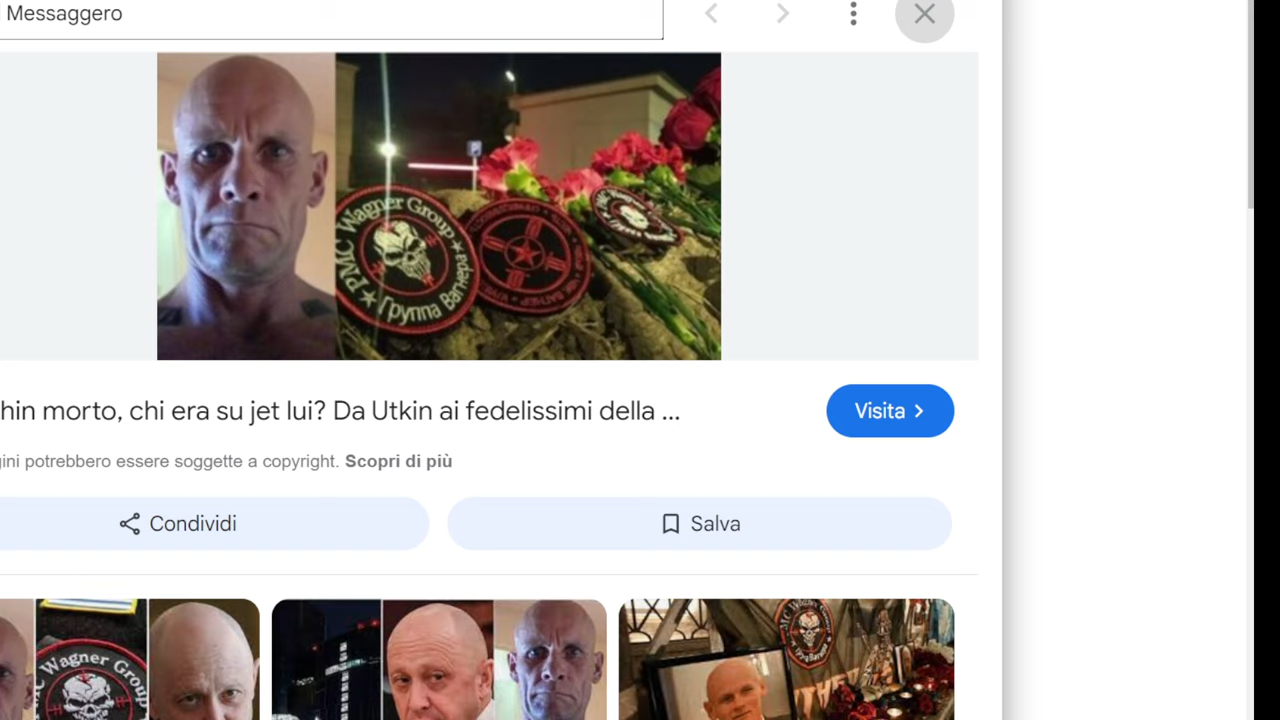 Messaggero
PMC Wagner Group
Группа Вагнера
hin morto, chi era su jet lui? Da Utkin ai fedelissimi della ...
Visita
gini potrebbero essere soggette a copyright. Scopri di più
Condividi
Salva
Wagner Group